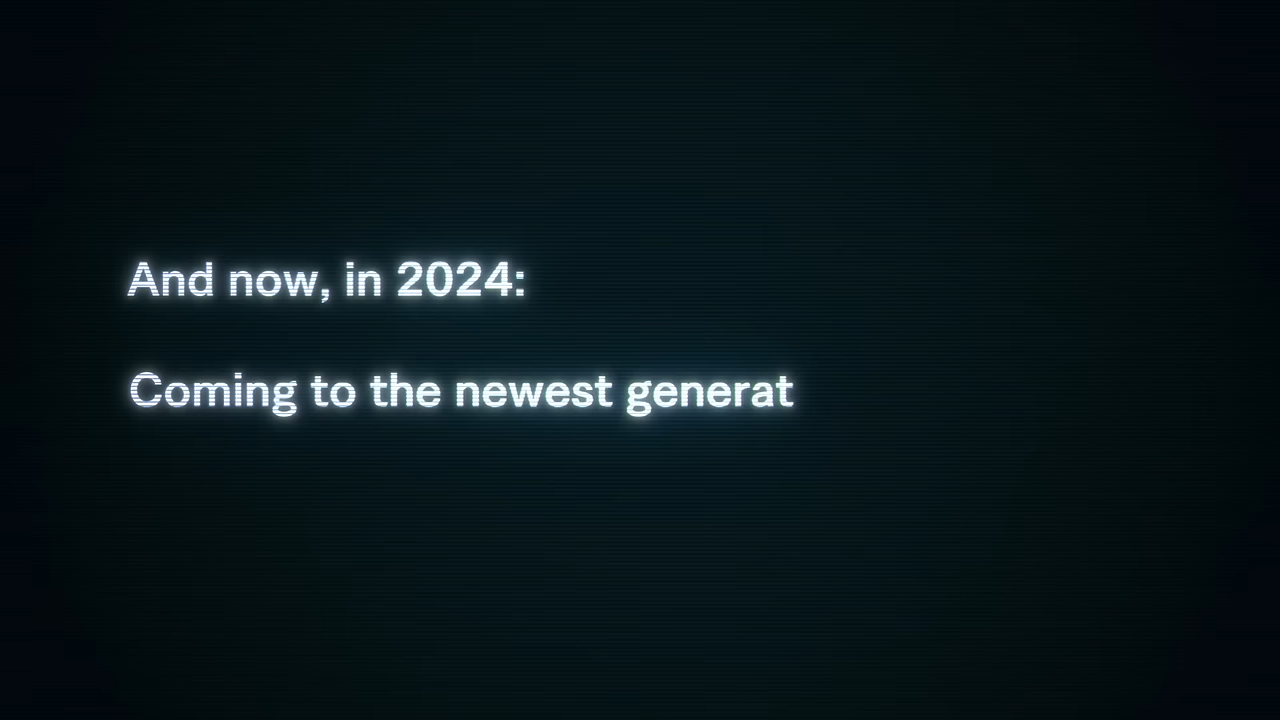 And now, in 2024:
Coming to the newest generat